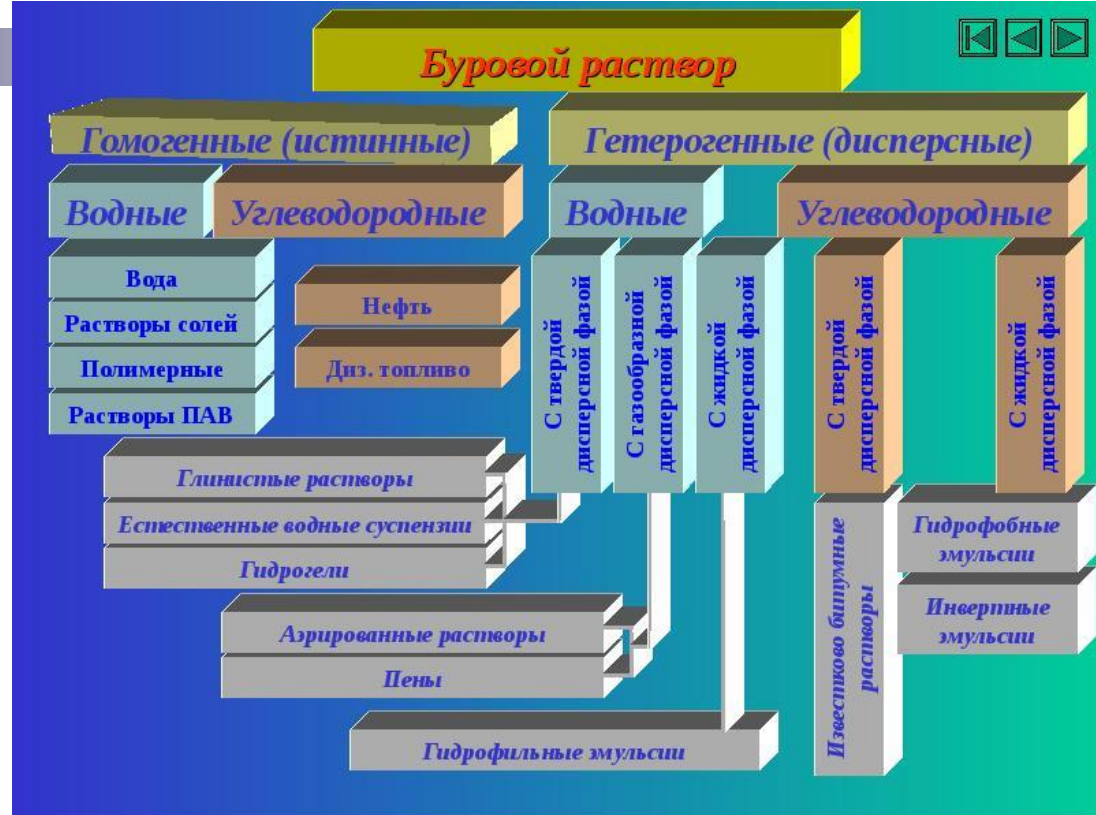 Буровой раствор
Гомогенные (истинные)
Гетерогенные (дисперсные)
Водные
Углеводородные
Водные
Углеводородные
Вода
Растворы солей
Полимерные
Растворы ПАВ
Нефть
Диз. топливо
С твердой
дисперсной фазой
С газообразной
дисперсной фазой
С жидкой
дисперсной фазой
С твердой
дисперсной фазой
С жидкой
дисперсной фазой
Глинистые растворы
Естественные водные суспензии
Гидрогели
Аэрированные растворы
Пены
Гидрофильные эмульсии
Известково битумные
растворы
Гидрофобные
эмульсии
Инвертные
эмульсии